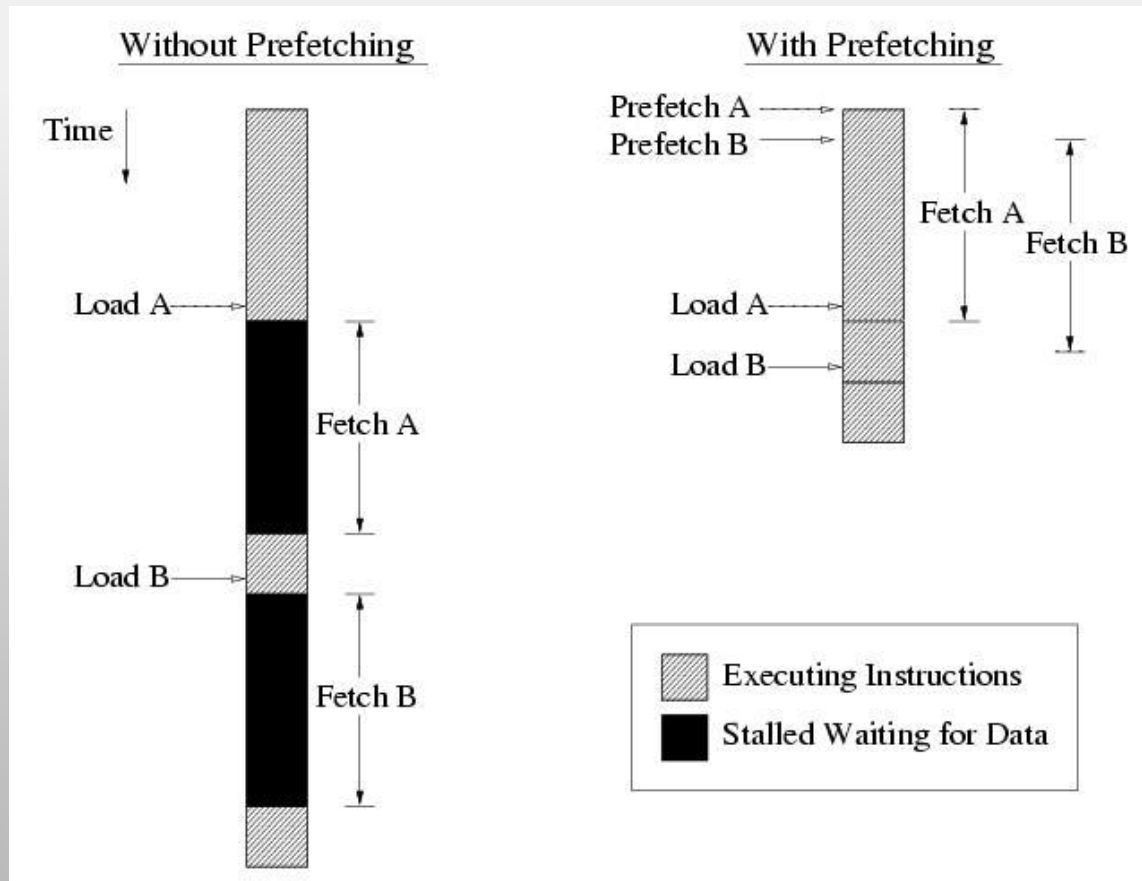 Without Prefetching
Time
Load A
Fetch A
Load B
Fetch B
With Prefetching
Prefetch A
Prefetch B
Fetch A
Fetch B
Load A
Load B
Executing Instructions
Stalled Waiting for Data